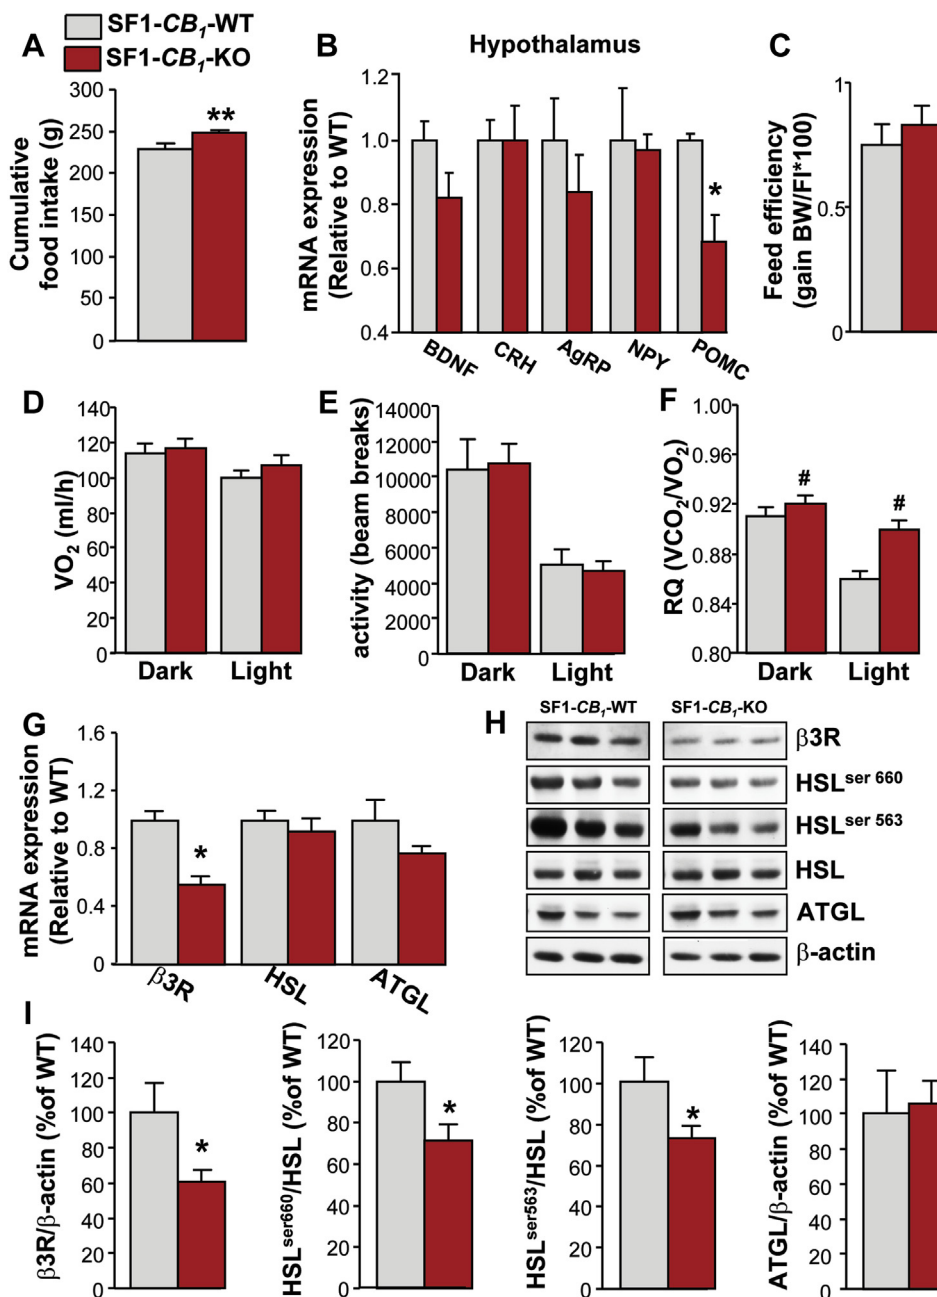 SF1-CB₁-WT
SF1-CB₁-KO
A
Cumulative
food intake (g)
300
250
200
150
100
50
0
**
B
Hypothalamus
mRNA expression
(Relative to WT)
1.2
1.0
0.8
0.6
0.4
*
BDNF
CRH
AgRP
NPY
POMC
C
Feed efficiency
(gain BW/FI*100)
1
0.5
0
D
VO₂ (ml/h)
140
120
100
80
60
40
20
0
Dark
Light
E
activity (beam breaks)
14000
12000
10000
8000
6000
4000
2000
0
Dark
Light
F
RQ (VCO₂/VO₂)
1.00
0.96
0.92
0.88
0.84
0.80
#
#
Dark
Light
G
mRNA expression
(Relative to WT)
1.6
1.2
0.8
0.4
0
*
β3R
HSL
ATGL
H
SF1-CB₁-WT
SF1-CB₁-KO
β3R
HSL ser 660
HSL ser 563
HSL
ATGL
β-actin
I
β3R/β-actin (%of WT)
140
120
100
80
60
40
20
0
*
HSL ser660/HSL (%of WT)
120
100
80
60
40
20
0
*
HSL ser563/HSL (%of WT)
120
100
80
60
40
20
0
*
ATGL/β-actin (%of WT)
140
120
100
80
60
40
20
0